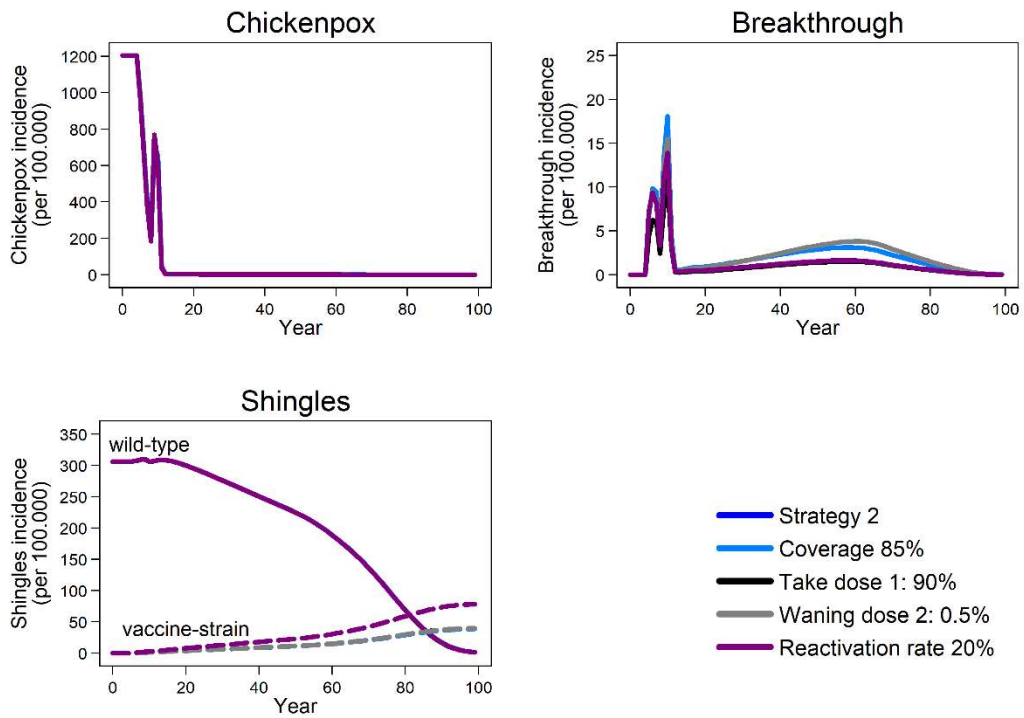 Chickenpox
Chickenpox incidence
(per 100.000)
1200
1000
800
600
400
200
0
0 20 40 60 80 100
Year
Breakthrough
Breakthrough incidence
(per 100.000)
25
20
15
10
5
0
0 20 40 60 80 100
Year
Shingles
Shingles incidence
(per 100.000)
350
300
250
200
150
100
50
0
wild-type
vaccine-strain
0 20 40 60 80 100
Year
Strategy 2
Coverage 85%
Take dose 1: 90%
Waning dose 2: 0.5%
Reactivation rate 20%